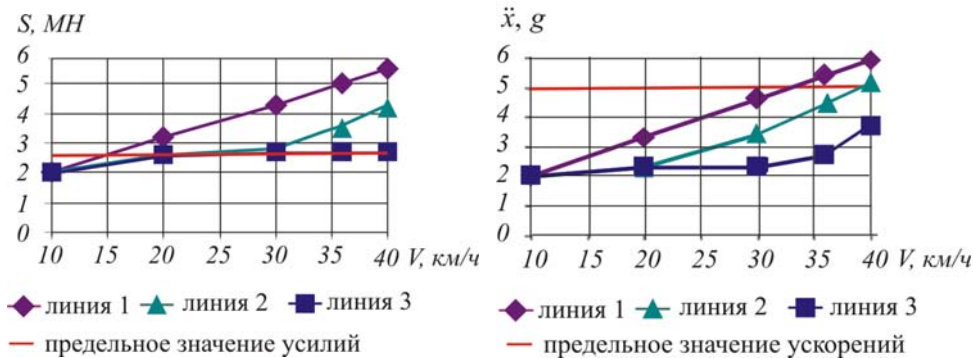 S, МН
6
5
4
3
2
1
0
10 15 20 25 30 35 40 V, км/ч
линия 1 линия 2 линия 3
предельное значение усилий
ẍ, g
6
5
4
3
2
1
0
10 15 20 25 30 35 40 V, км/ч
линия 1 линия 2 линия 3
предельное значение ускорений